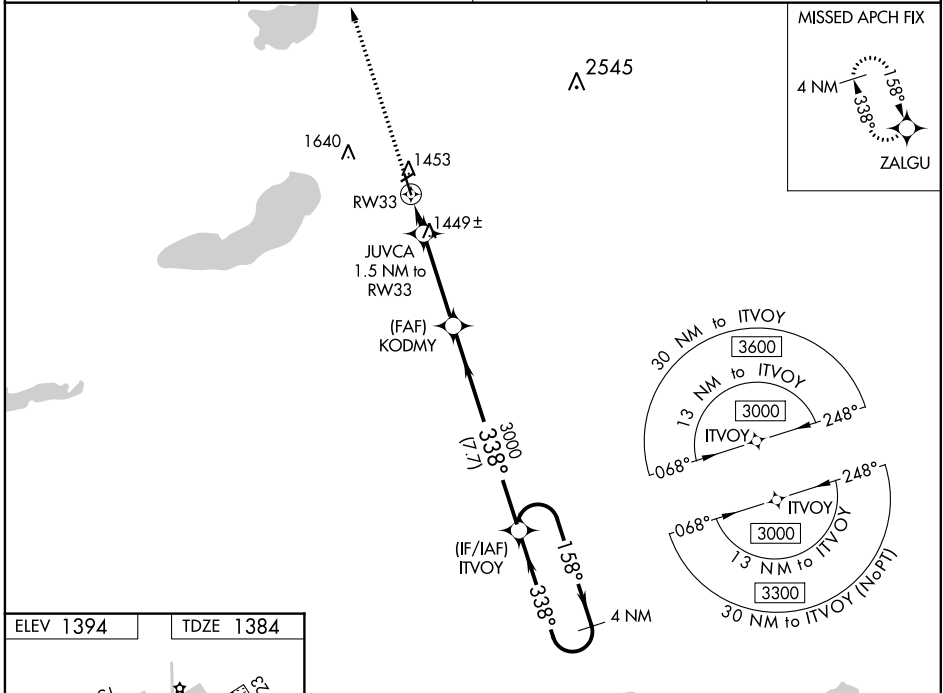 MISSED APCH FIX
4 NM
158°
338°
ZALGU
2545
1640
1453
RW33
1449±
JUVCA
1.5 NM to
RW33
(FAF)
KODMY
3000
338°
(7.7)
(IF/IAF)
ITVOY
158°
338°
4 NM
30 NM to ITVOY
3600
13 NM to ITVOY
3000
ITVOY
248°
068°
248°
068°
ITVOY
3000
13 NM to ITVOY
3300
30 NM to ITVOY (NoPT)
ELEV 1394
TDZE 1384
23